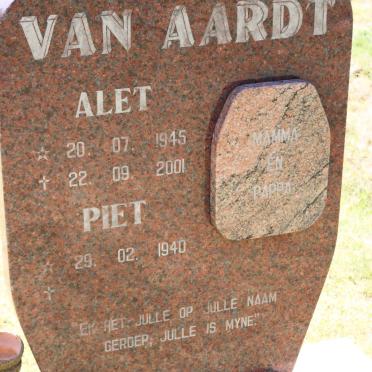 VAN AARDT
ALET
☆ 20. 07. 1945
✝ 22. 09. 2001
PIET
☆ 29. 02. 1940
✝
MAMMA
EN
PAPPA
"EK HET JULLE OP JULLE NAAM
GEROEP; JULLE IS MYNE."